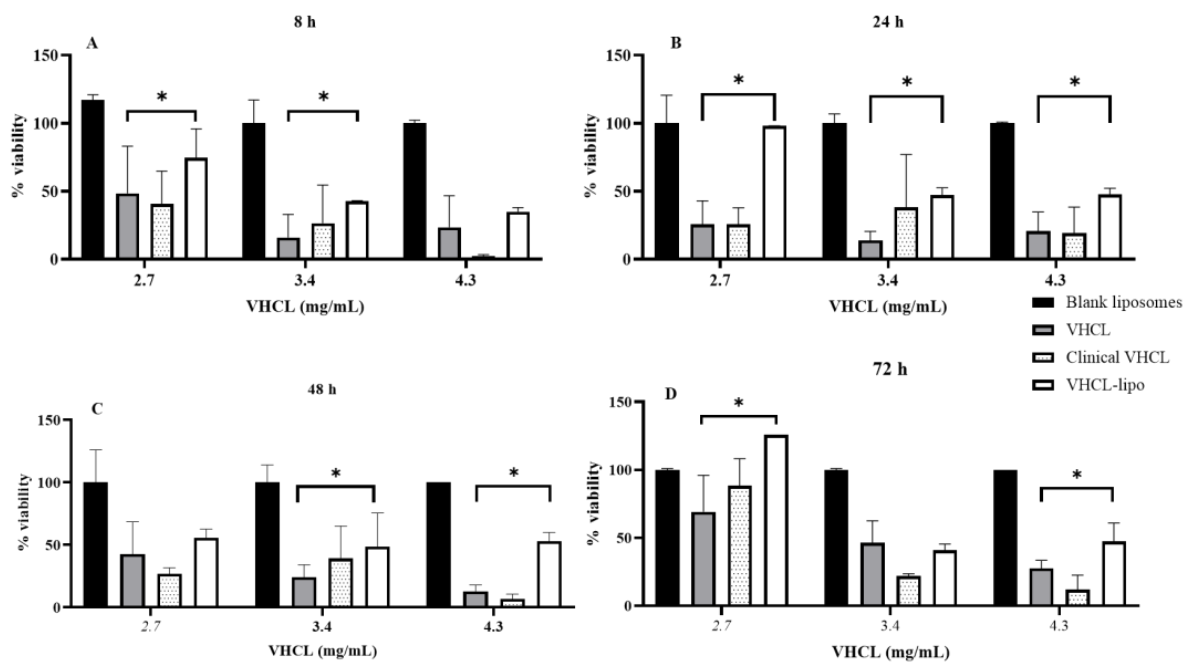 8 h
A
150
100
50
0
% viability
*
*
2.7
3.4
4.3
VHCL (mg/mL)
24 h
B
150
100
50
0
% viability
*
*
*
2.7
3.4
4.3
VHCL (mg/mL)
Blank liposomes
VHCL
Clinical VHCL
VHCL-lipo
48 h
C
150
100
50
0
% viability
*
*
2.7
3.4
4.3
VHCL (mg/mL)
72 h
D
150
100
50
0
% viability
*
*
2.7
3.4
4.3
VHCL (mg/mL)